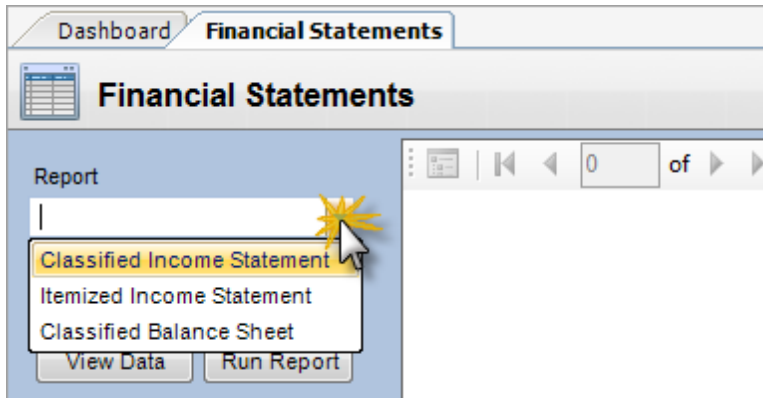 Dashboard Financial Statements
Financial Statements
Report
0 of
Classified Income Statement
Itemized Income Statement
Classified Balance Sheet
View Data Run Report